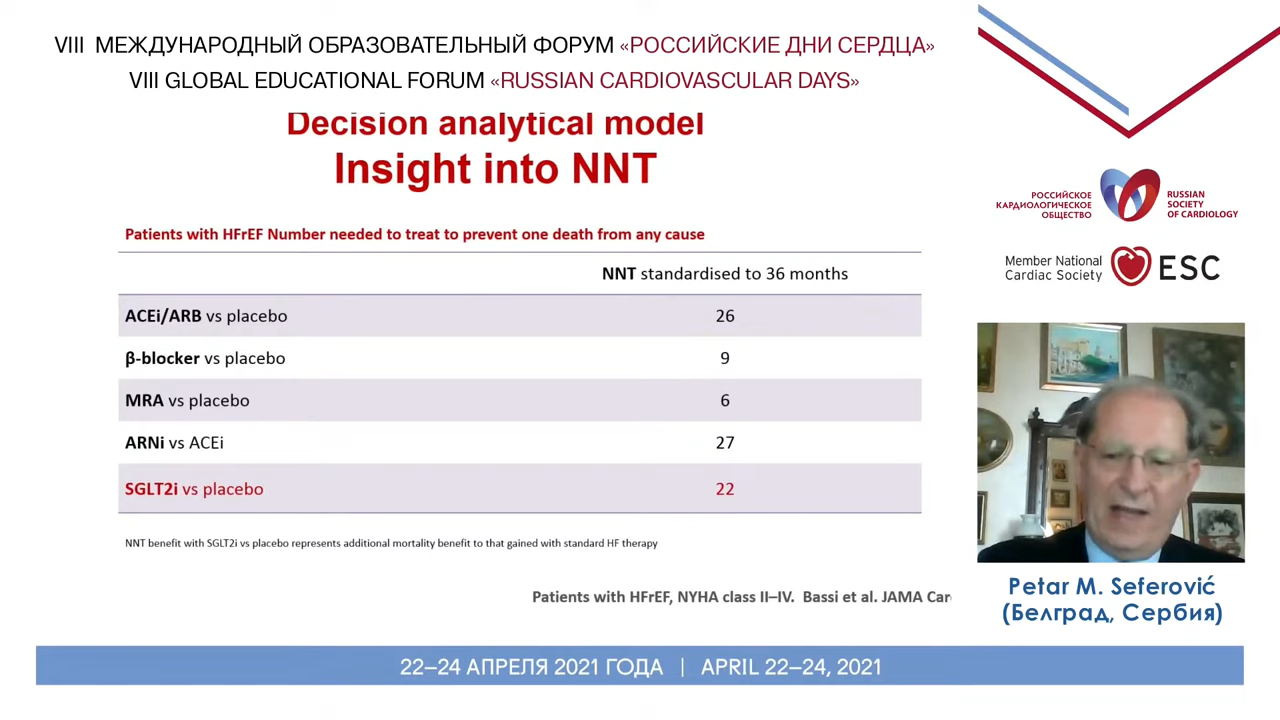 VIII МЕЖДУНАРОДНЫЙ ОБРАЗОВАТЕЛЬНЫЙ ФОРУМ «РОССИЙСКИЕ ДНИ СЕРДЦА»
VIII GLOBAL EDUCATIONAL FORUM «RUSSIAN CARDIOVASCULAR DAYS»
Decision analytical model
Insight into NNT
Patients with HFrEF Number needed to treat to prevent one death from any cause
NNT standardised to 36 months
ACEi/ARB vs placebo 26
β-blocker vs placebo 9
MRA vs placebo 6
ARNi vs ACEi 27
SGLT2i vs placebo 22
NNT benefit with SGLT2i vs placebo represents additional mortality benefit to that gained with standard HF therapy
Patients with HFrEF, NYHA class II–IV. Bassi et al. JAMA Car
РОССИЙСКОЕ
КАРДИОЛОГИЧЕСКОЕ
ОБЩЕСТВО
RUSSIAN
SOCIETY
OF CARDIOLOGY
Member National
Cardiac Society
ESC
Petar M. Seferović
(Белград, Сербия)
22–24 АПРЕЛЯ 2021 ГОДА | APRIL 22–24, 2021